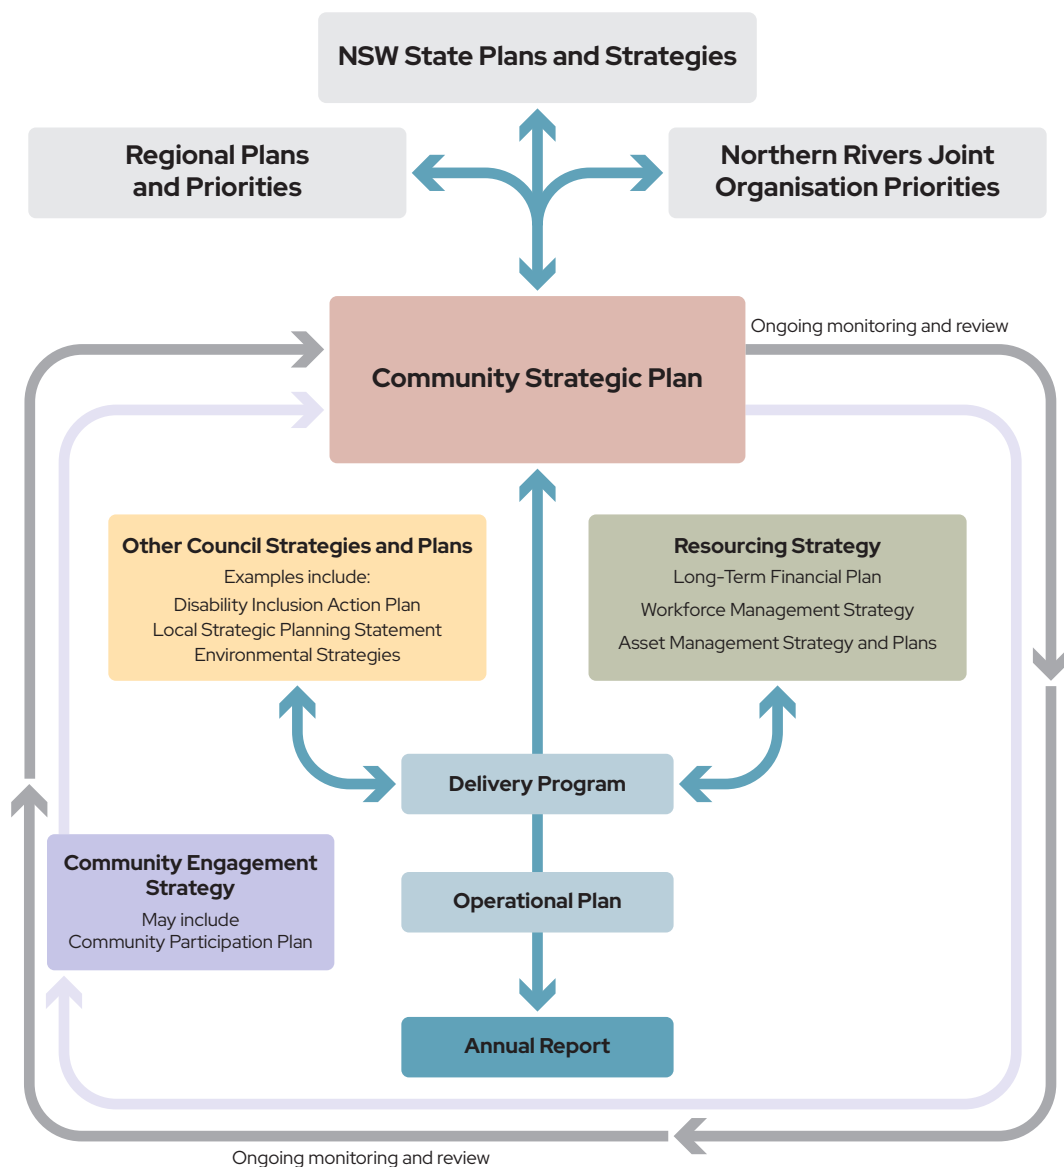 NSW State Plans and Strategies
Regional Plans
and Priorities
Northern Rivers Joint
Organisation Priorities
Ongoing monitoring and review
Community Strategic Plan
Other Council Strategies and Plans
Examples include:
Disability Inclusion Action Plan
Local Strategic Planning Statement
Environmental Strategies
Resourcing Strategy
Long-Term Financial Plan
Workforce Management Strategy
Asset Management Strategy and Plans
Delivery Program
Community Engagement
Strategy
May include
Community Participation Plan
Operational Plan
Annual Report
Ongoing monitoring and review